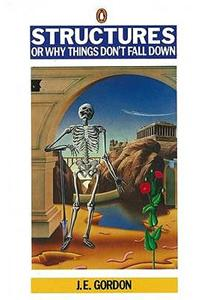 STRUCTURES
OR WHY THINGS DON'T FALL DOWN
J.E. GORDON